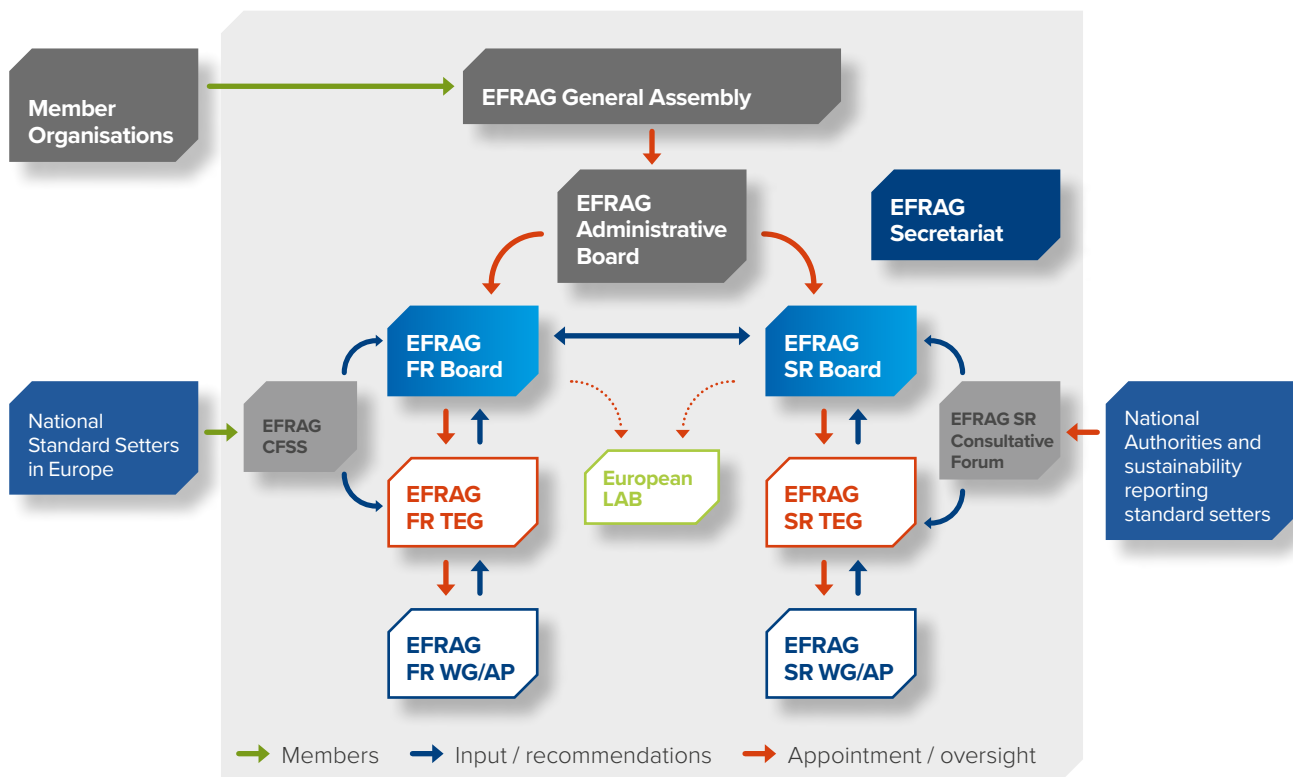 Member
Organisations
EFRAG General Assembly
EFRAG
Administrative
Board
EFRAG
Secretariat
EFRAG
FR Board
EFRAG
SR Board
National
Standard Setters
in Europe
EFRAG
CFSS
EFRAG SR
Consultative
Forum
National
Authorities and
sustainability
reporting
standard setters
EFRAG
FR TEG
European
LAB
EFRAG
SR TEG
EFRAG
FR WG/AP
EFRAG
SR WG/AP
Members
Input / recommendations
Appointment / oversight